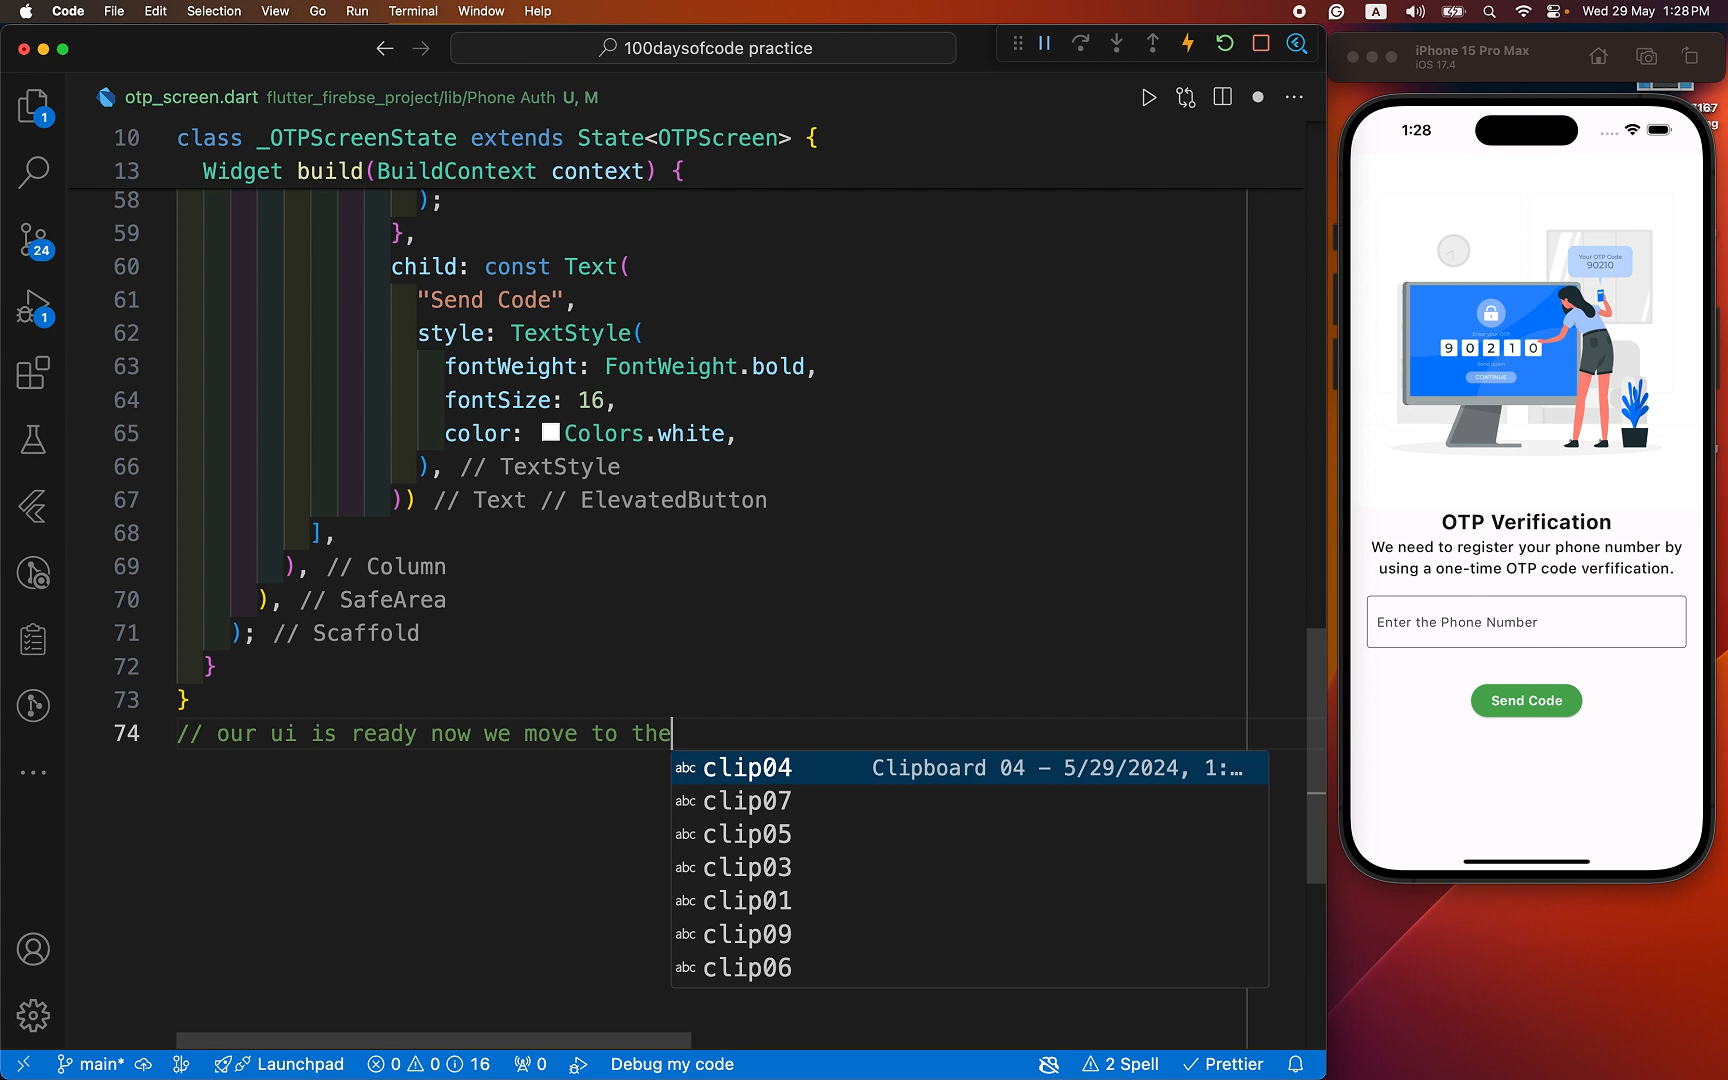 Code File Edit Selection View Go Run Terminal Window Help
A
Wed 29 May 1:28 PM
100daysofcode practice
iPhone 15 Pro Max
iOS 17.4
otp_screen.dart flutter_firebse_project/lib/Phone Auth U, M
1
24
1
10 class _OTPScreenState extends State<OTPScreen> {
13 Widget build(BuildContext context) {
58 );
59 },
60 child: const Text(
61 "Send Code",
62 style: TextStyle(
63 fontWeight: FontWeight.bold,
64 fontSize: 16,
65 color: Colors.white,
66 ), // TextStyle
67 )) // Text // ElevatedButton
68 ],
69 ), // Column
70 ), // SafeArea
71 ); // Scaffold
72 }
73 }
74 // our ui is ready now we move to the
abc clip04 Clipboard 04 – 5/29/2024, 1:…
abc clip07
abc clip05
abc clip03
abc clip01
abc clip09
abc clip06
main* Launchpad 0 0 16 0 Debug my code 2 Spell Prettier
1:28
Your OTP Code
90210
Enter your OTP
9 0 2 1 0
Send again
CONTINUE
OTP Verification
We need to register your phone number by
using a one-time OTP code verfification.
Enter the Phone Number
Send Code